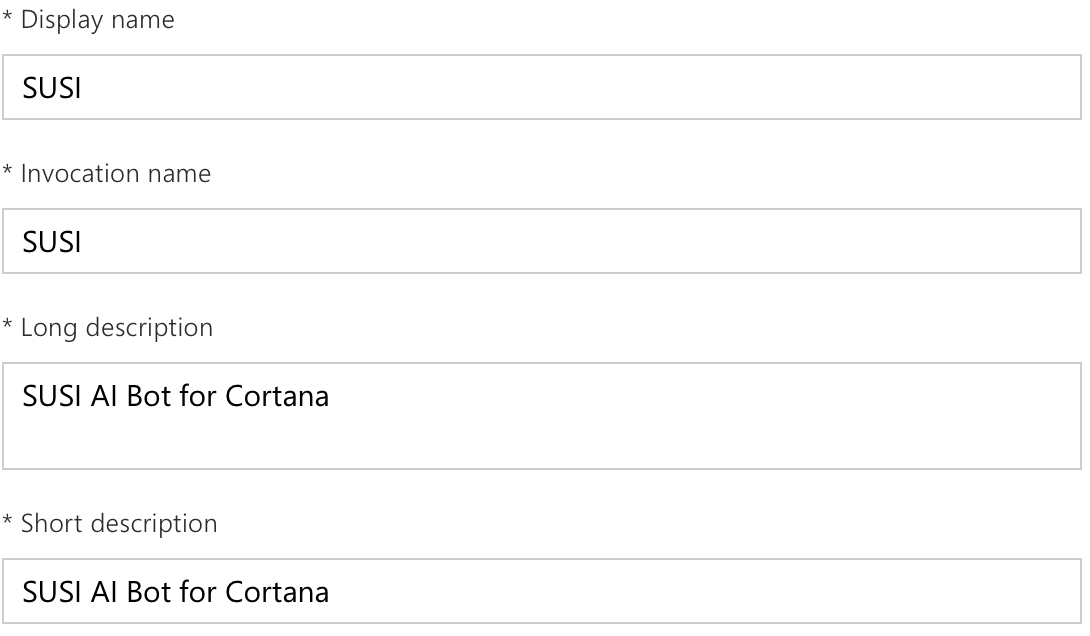 * Display name
SUSI
* Invocation name
SUSI
* Long description
SUSI AI Bot for Cortana
* Short description
SUSI AI Bot for Cortana